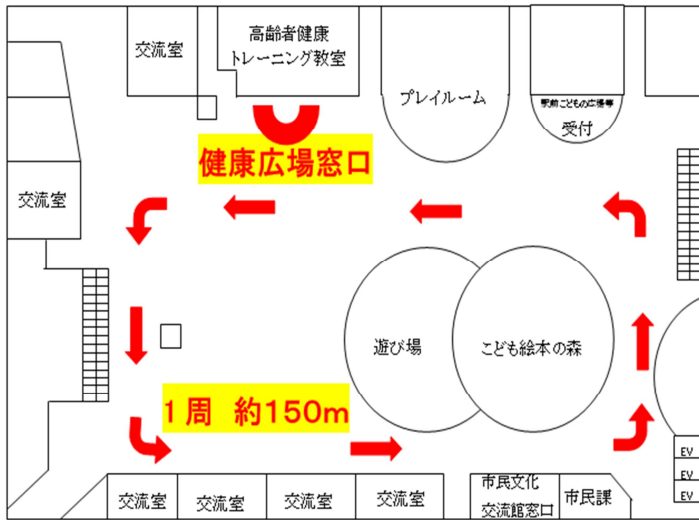 交流室
高齢者健康
トレーニング教室
プレイルーム
駅前こどもの広場等
受付
健康広場窓口
交流室
遊び場
こども絵本の森
1周 約150m
交流室
交流室
交流室
交流室
市民文化
交流館窓口
市民課
EV
EV
EV